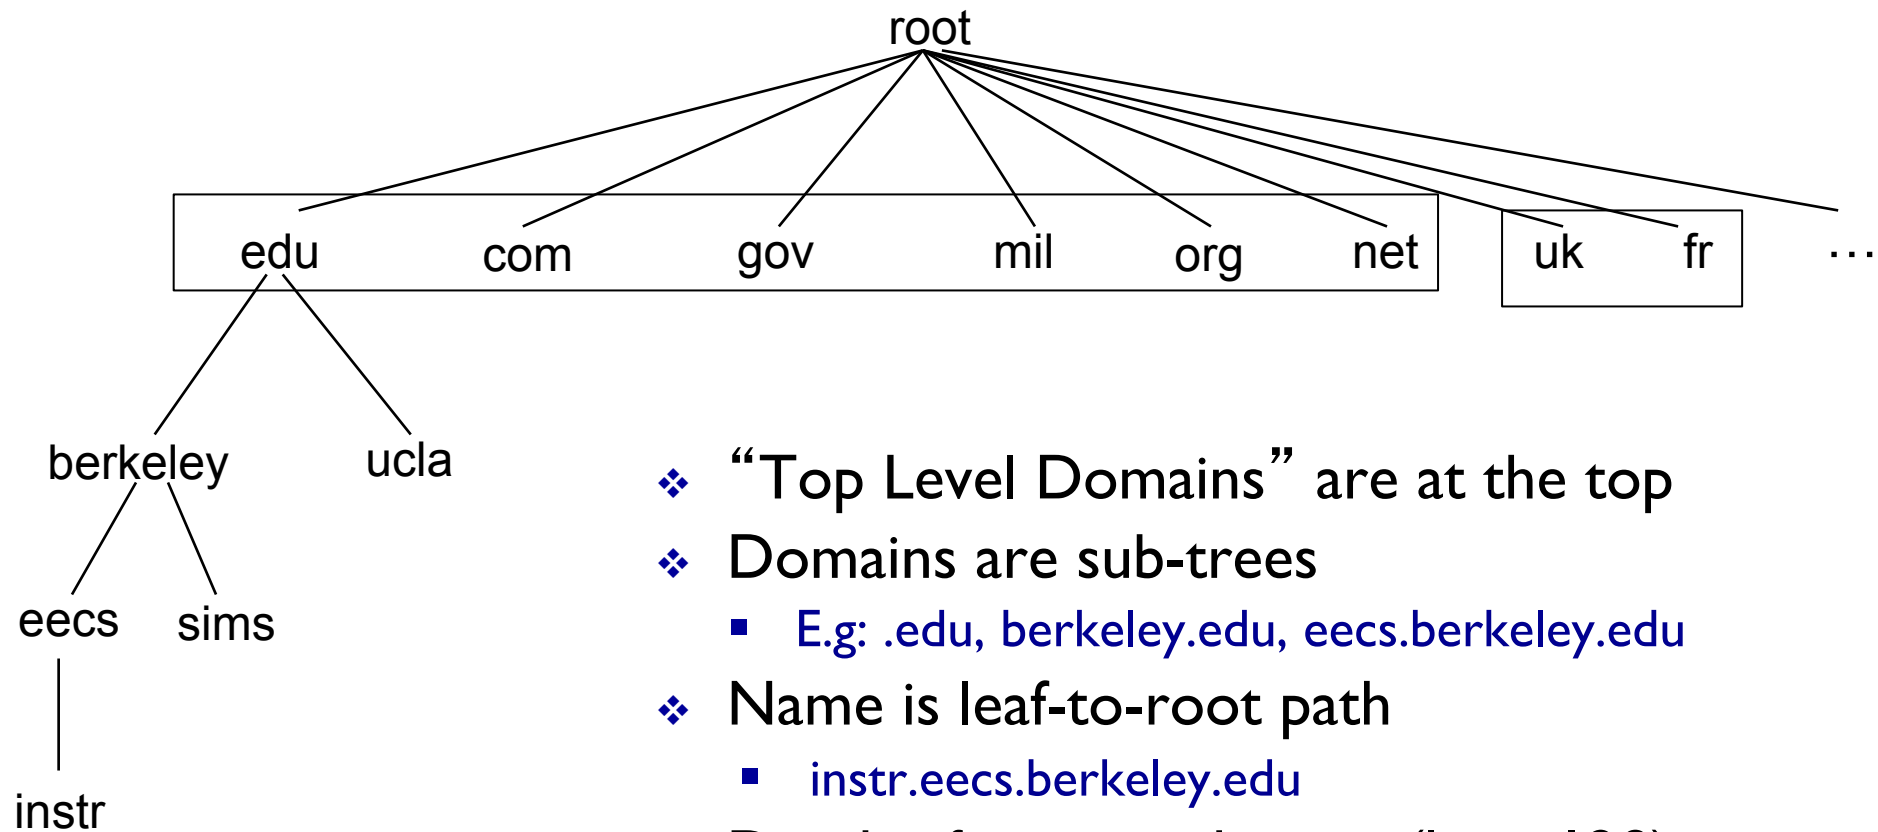 root
edu com gov mil org net uk fr …
berkeley ucla
“Top Level Domains” are at the top
Domains are sub-trees
eecs sims
E.g: .edu, berkeley.edu, eecs.berkeley.edu
Name is leaf-to-root path
instr.eecs.berkeley.edu
instr